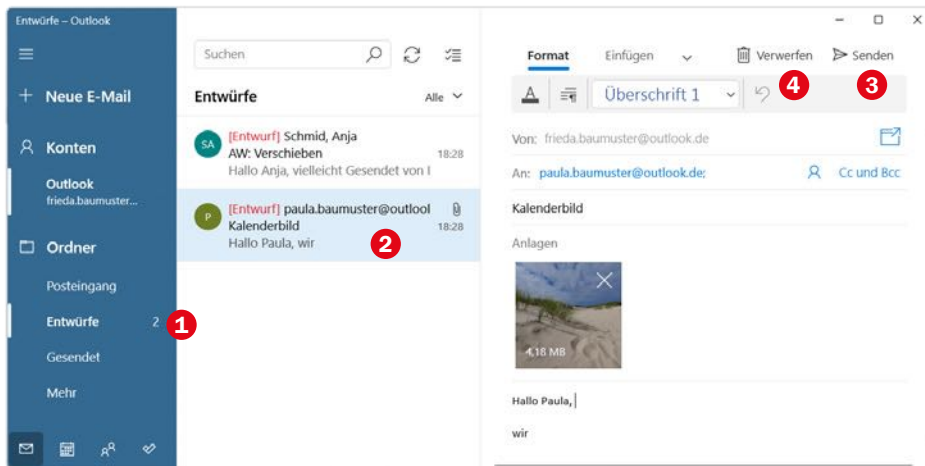 Entwürfe – Outlook
Neue E-Mail
Konten
Outlook
frieda.baumuster...
Ordner
Posteingang
Entwürfe 2
1
Gesendet
Mehr
Suchen
Entwürfe Alle
SA
[Entwurf] Schmid, Anja
AW: Verschieben 18:28
Hallo Anja, vielleicht Gesendet von I
P
[Entwurf] paula.baumuster@outlool
Kalenderbild 18:28
Hallo Paula, wir
2
Format Einfügen Verwerfen Senden
4 3
A Überschrift 1
Von: frieda.baumuster@outlook.de
An: paula.baumuster@outlook.de; Cc und Bcc
Kalenderbild
Anlagen
4,18 MB
Hallo Paula,
wir